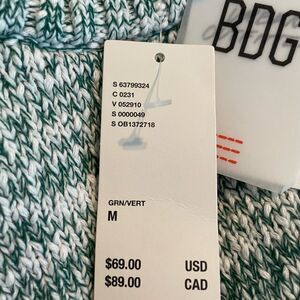 BDG
S 63799324
C 0231
V 052910
S 0000049
S OB1372718
GRN/VERT
M
$69.00 USD
$89.00 CAD